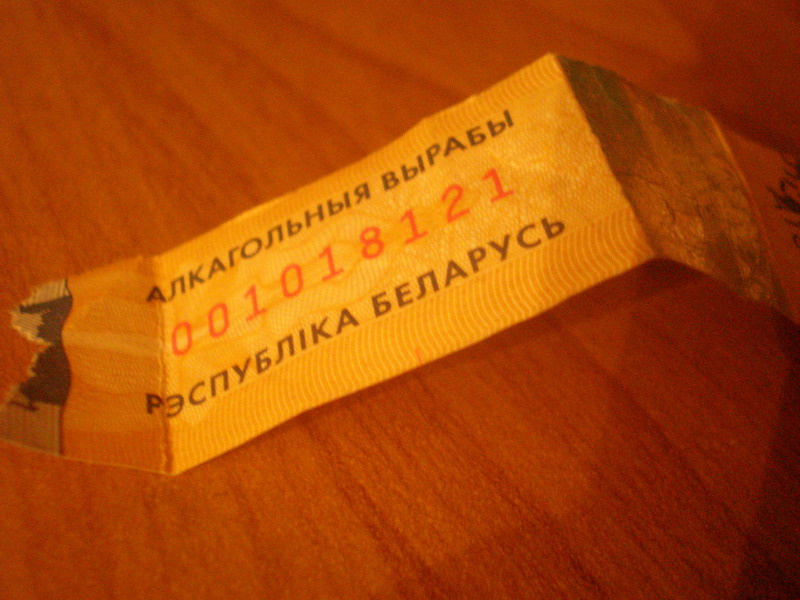 АЛКАГОЛЬНЫЯ ВЫРАБЫ
001018121
РЭСПУБЛІКА БЕЛАРУСЬ